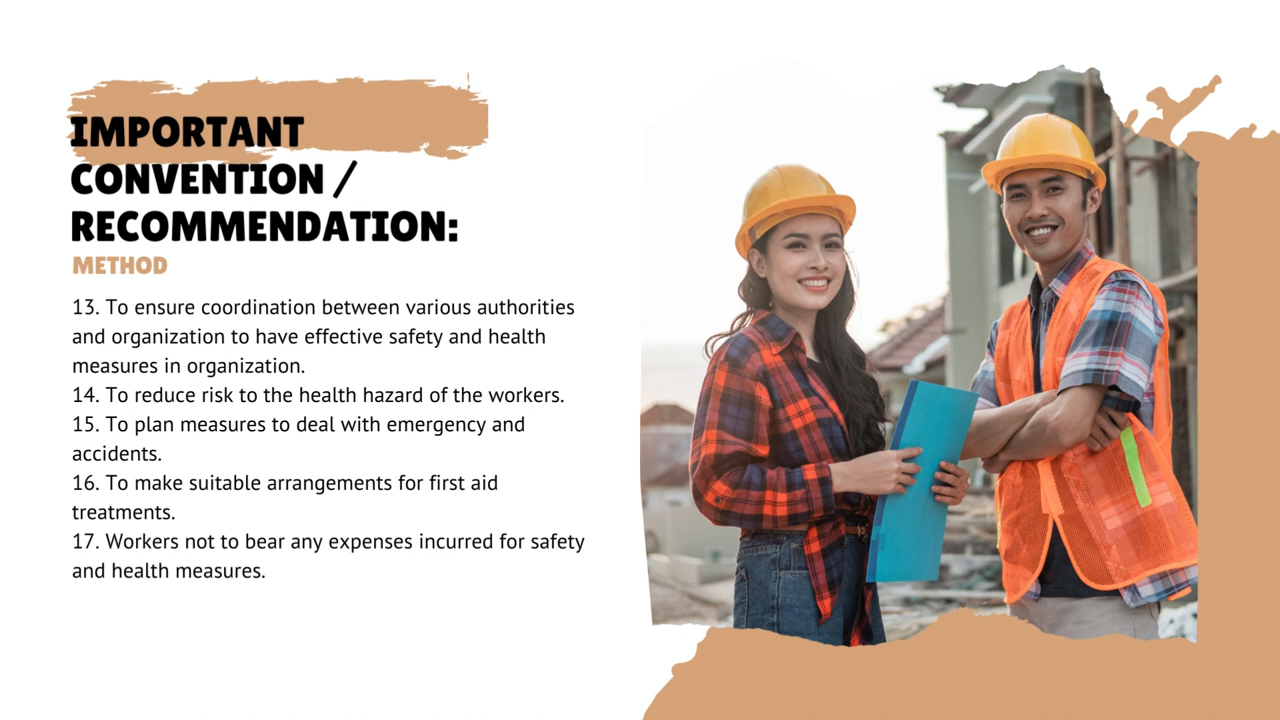 IMPORTANT
CONVENTION /
RECOMMENDATION:
METHOD
13. To ensure coordination between various authorities
and organization to have effective safety and health
measures in organization.
14. To reduce risk to the health hazard of the workers.
15. To plan measures to deal with emergency and
accidents.
16. To make suitable arrangements for first aid
treatments.
17. Workers not to bear any expenses incurred for safety
and health measures.